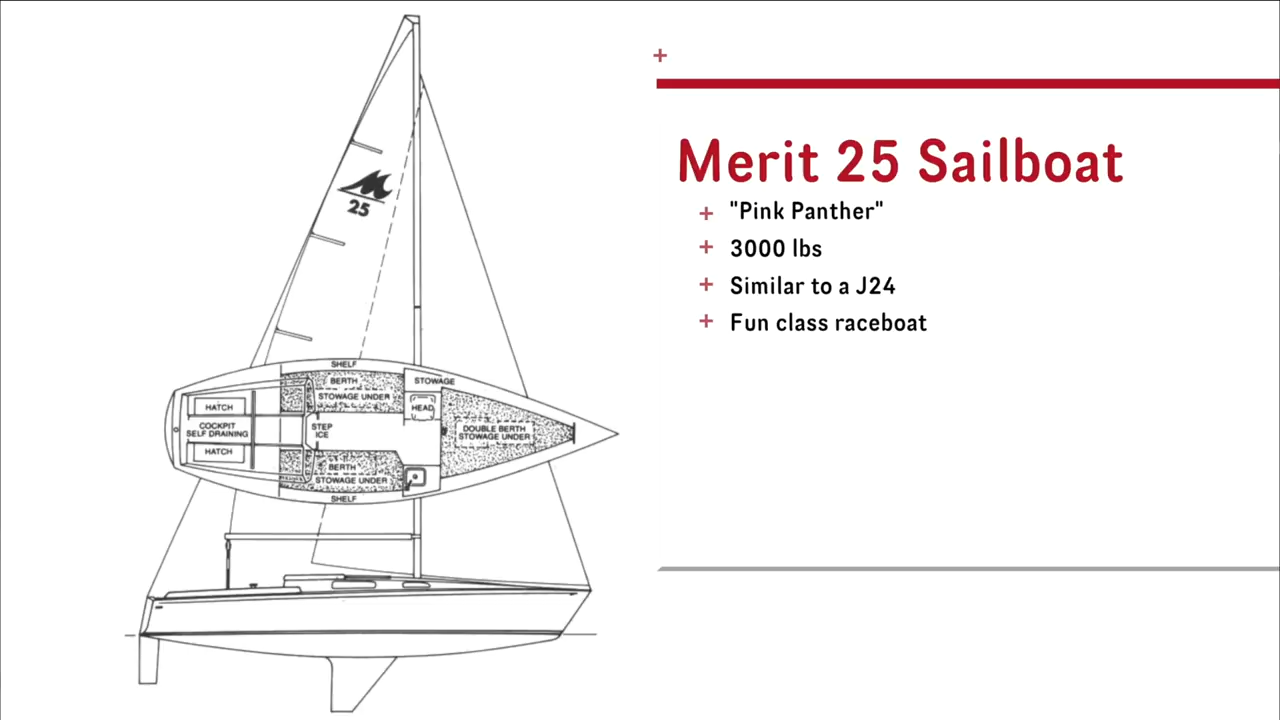 Merit 25 Sailboat
"Pink Panther"
3000 lbs
Similar to a J24
Fun class raceboat
25
SHELF
BERTH
STOWAGE UNDER
STOWAGE
HEAD
HATCH
COCKPIT
SELF DRAINING
HATCH
STEP
ICE
DOUBLE BERTH
STOWAGE UNDER
BERTH
STOWAGE UNDER
SHELF